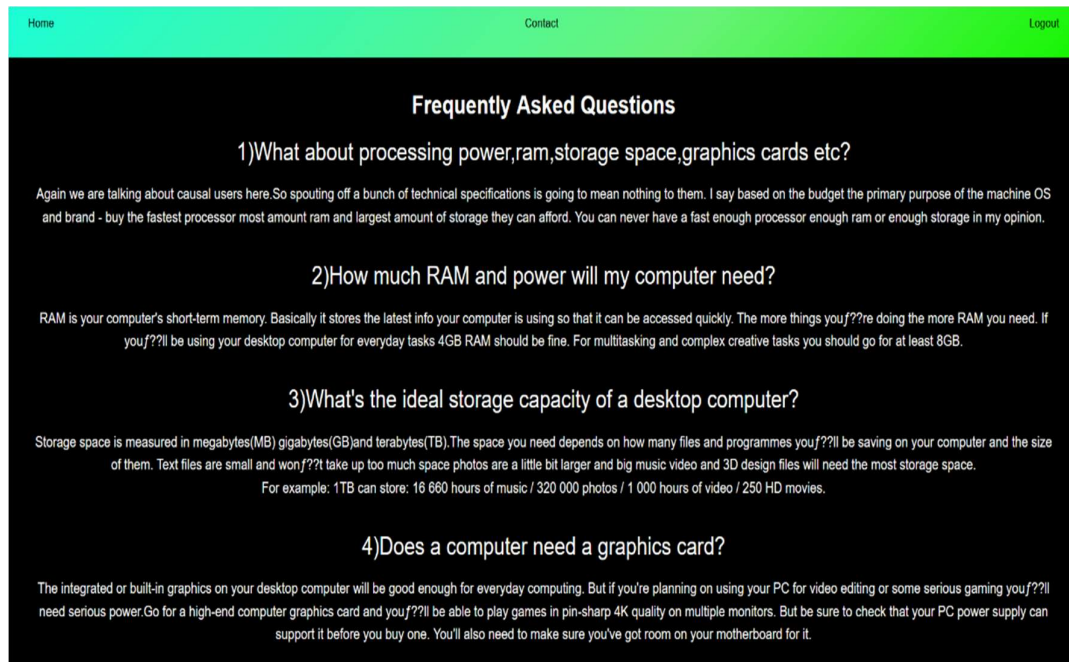 Home Contact Logout
Frequently Asked Questions
1)What about processing power,ram,storage space,graphics cards etc?
Again we are talking about causal users here.So spouting off a bunch of technical specifications is going to mean nothing to them. I say based on the budget the primary purpose of the machine OS
and brand - buy the fastest processor most amount ram and largest amount of storage they can afford. You can never have a fast enough processor enough ram or enough storage in my opinion.
2)How much RAM and power will my computer need?
RAM is your computer's short-term memory. Basically it stores the latest info your computer is using so that it can be accessed quickly. The more things youƒ??re doing the more RAM you need. If
youƒ??ll be using your desktop computer for everyday tasks 4GB RAM should be fine. For multitasking and complex creative tasks you should go for at least 8GB.
3)What's the ideal storage capacity of a desktop computer?
Storage space is measured in megabytes(MB) gigabytes(GB)and terabytes(TB).The space you need depends on how many files and programmes youƒ??ll be saving on your computer and the size
of them. Text files are small and wonƒ??t take up too much space photos are a little bit larger and big music video and 3D design files will need the most storage space.
For example: 1TB can store: 16 660 hours of music / 320 000 photos / 1 000 hours of video / 250 HD movies.
4)Does a computer need a graphics card?
The integrated or built-in graphics on your desktop computer will be good enough for everyday computing. But if you're planning on using your PC for video editing or some serious gaming youƒ??ll
need serious power.Go for a high-end computer graphics card and youƒ??ll be able to play games in pin-sharp 4K quality on multiple monitors. But be sure to check that your PC power supply can
support it before you buy one. You'll also need to make sure you've got room on your motherboard for it.